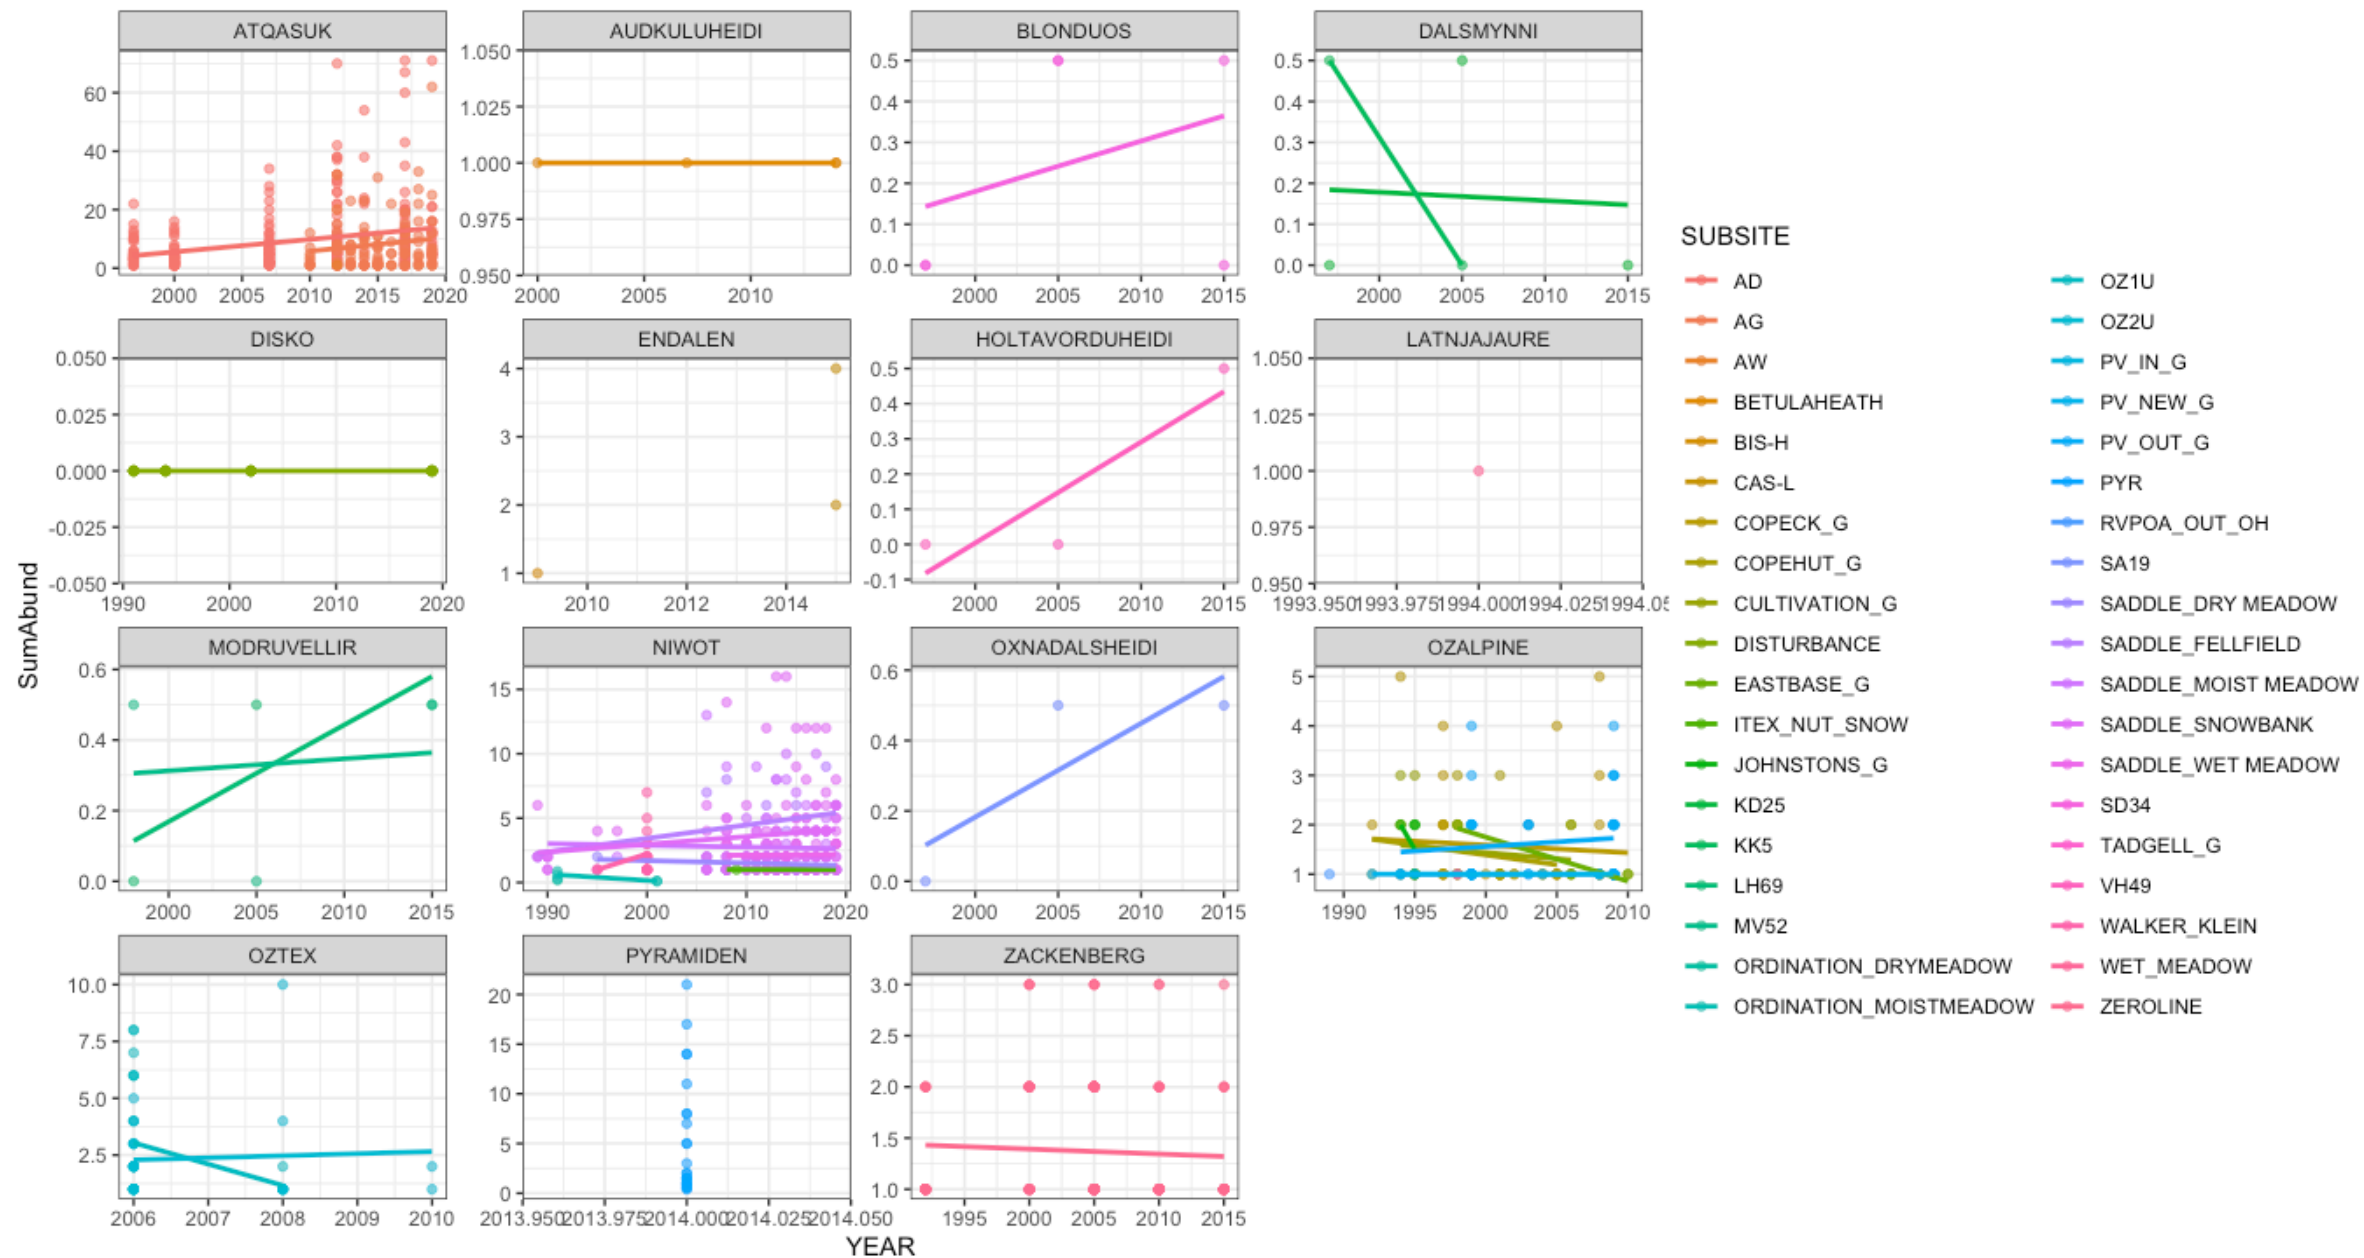 ATQASUK
AUDKULUHEIDI
BLONDUOS
DALSMYNNI
60
40
20
0
2000 2005 2010 2015 2020
1.050
1.025
1.000
0.975
0.950
2000 2005 2010
0.5
0.4
0.3
0.2
0.1
0.0
2000 2005 2010 2015
0.5
0.4
0.3
0.2
0.1
0.0
2000 2005 2010 2015
DISKO
ENDALEN
HOLTAVORDUHEIDI
LATNJAJAURE
0.050
0.025
0.000
-0.025
-0.050
1990 2000 2010 2020
4
3
2
1
2010 2012 2014
0.5
0.4
0.3
0.2
0.1
0.0
-0.1
2000 2005 2010 2015
1.050
1.025
1.000
0.975
0.950
1993.950 1993.975 1994.000 1994.025 1994.05
SumAbund
MODRUVELLIR
NIWOT
OXNADALSHEIDI
OZALPINE
0.6
0.4
0.2
0.0
2000 2005 2010 2015
15
10
5
0
1990 2000 2010 2020
0.6
0.4
0.2
0.0
2000 2005 2010 2015
5
4
3
2
1
1990 1995 2000 2005 2010
OZTEX
PYRAMIDEN
ZACKENBERG
10.0
7.5
5.0
2.5
2006 2007 2008 2009 2010
20
15
10
5
0
2013.950 2013.975 2014.000 2014.025 2014.050
3.0
2.5
2.0
1.5
1.0
1995 2000 2005 2010 2015
YEAR
SUBSITE
AD
AG
AW
BETULAHEATH
BIS-H
CAS-L
COPECK_G
COPEHUT_G
CULTIVATION_G
DISTURBANCE
EASTBASE_G
ITEX_NUT_SNOW
JOHNSTONS_G
KD25
KK5
LH69
MV52
ORDINATION_DRYMEADOW
ORDINATION_MOISTMEADOW
OZ1U
OZ2U
PV_IN_G
PV_NEW_G
PV_OUT_G
PYR
RVPOA_OUT_OH
SA19
SADDLE_DRY MEADOW
SADDLE_FELLFIELD
SADDLE_MOIST MEADOW
SADDLE_SNOWBANK
SADDLE_WET MEADOW
SD34
TADGELL_G
VH49
WALKER_KLEIN
WET_MEADOW
ZEROLINE